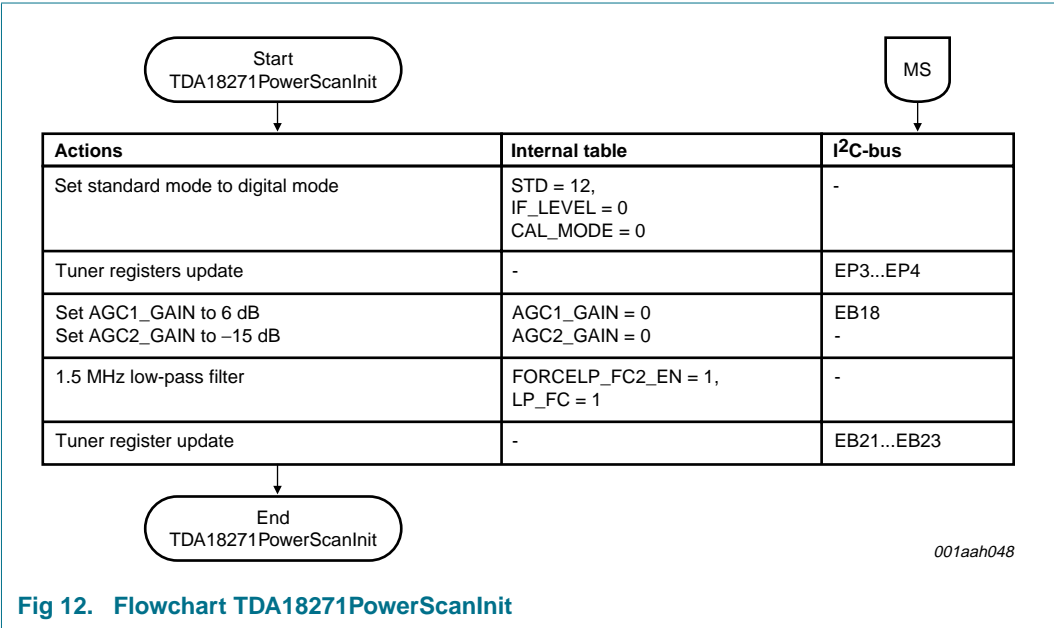 Start
TDA18271PowerScanInit
MS
Actions Internal table I2C-bus
Set standard mode to digital mode STD = 12, -
IF_LEVEL = 0
CAL_MODE = 0
Tuner registers update - EP3...EP4
Set AGC1_GAIN to 6 dB AGC1_GAIN = 0 EB18
Set AGC2_GAIN to −15 dB AGC2_GAIN = 0 -
1.5 MHz low-pass filter FORCELP_FC2_EN = 1, -
LP_FC = 1
Tuner register update - EB21...EB23
End
TDA18271PowerScanInit
001aah048
Fig 12. Flowchart TDA18271PowerScanInit